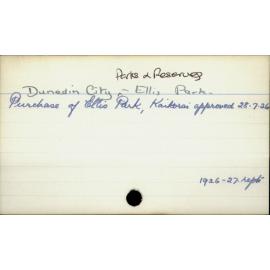 Parks & Reserves
Dunedin City - Ellis Park.
Purchase of Ellis Park, Kaikorai approved 28.7.26
1926-27 rept